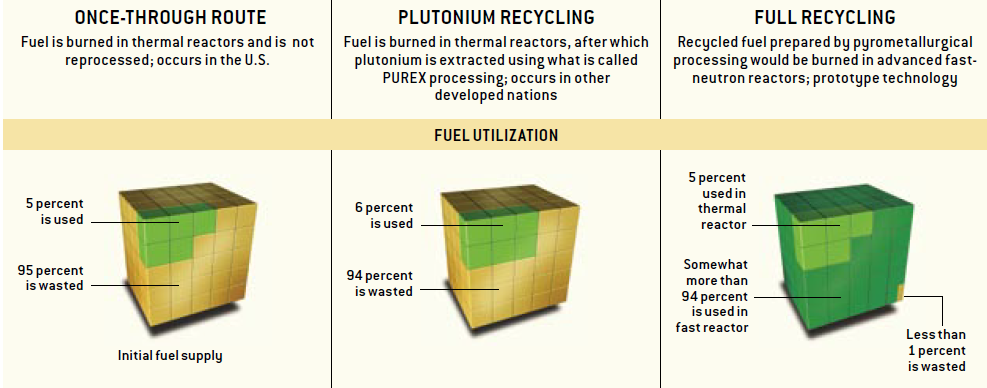 ONCE-THROUGH ROUTE
Fuel is burned in thermal reactors and is not
reprocessed; occurs in the U.S.
PLUTONIUM RECYCLING
Fuel is burned in thermal reactors, after which
plutonium is extracted using what is called
PUREX processing; occurs in other
developed nations
FULL RECYCLING
Recycled fuel prepared by pyrometallurgical
processing would be burned in advanced fast-
neutron reactors; prototype technology
FUEL UTILIZATION
5 percent
is used
95 percent
is wasted
Initial fuel supply
6 percent
is used
94 percent
is wasted
5 percent
used in
thermal
reactor
Somewhat
more than
94 percent
is used in
fast reactor
Less than
1 percent
is wasted